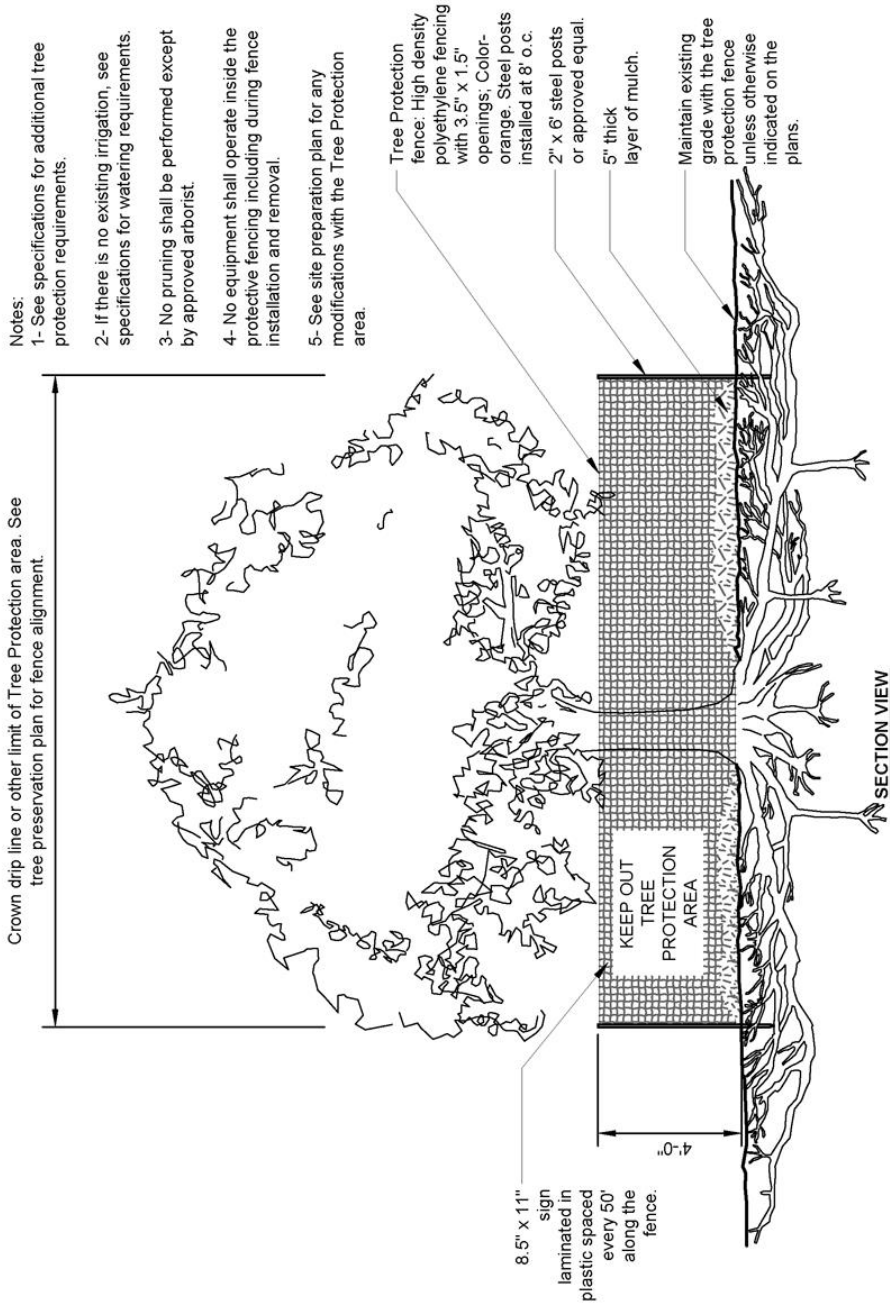 Crown drip line or other limit of Tree Protection area. See
tree preservation plan for fence alignment.
Notes:
1- See specifications for additional tree
protection requirements.
2- If there is no existing irrigation, see
specifications for watering requirements.
3- No pruning shall be performed except
by approved arborist.
4- No equipment shall operate inside the
protective fencing including during fence
installation and removal.
5- See site preparation plan for any
modifications with the Tree Protection
area.
Tree Protection
fence: High density
polyethylene fencing
with 3.5" x 1.5"
openings; Color-
orange. Steel posts
installed at 8' o.c.
2" x 6' steel posts
or approved equal.
5" thick
layer of mulch.
Maintain existing
grade with the tree
protection fence
unless otherwise
indicated on the
plans.
8.5" x 11"
sign
laminated in
plastic spaced
every 50'
along the
fence.
4'-0"
KEEP OUT
TREE
PROTECTION
AREA
SECTION VIEW